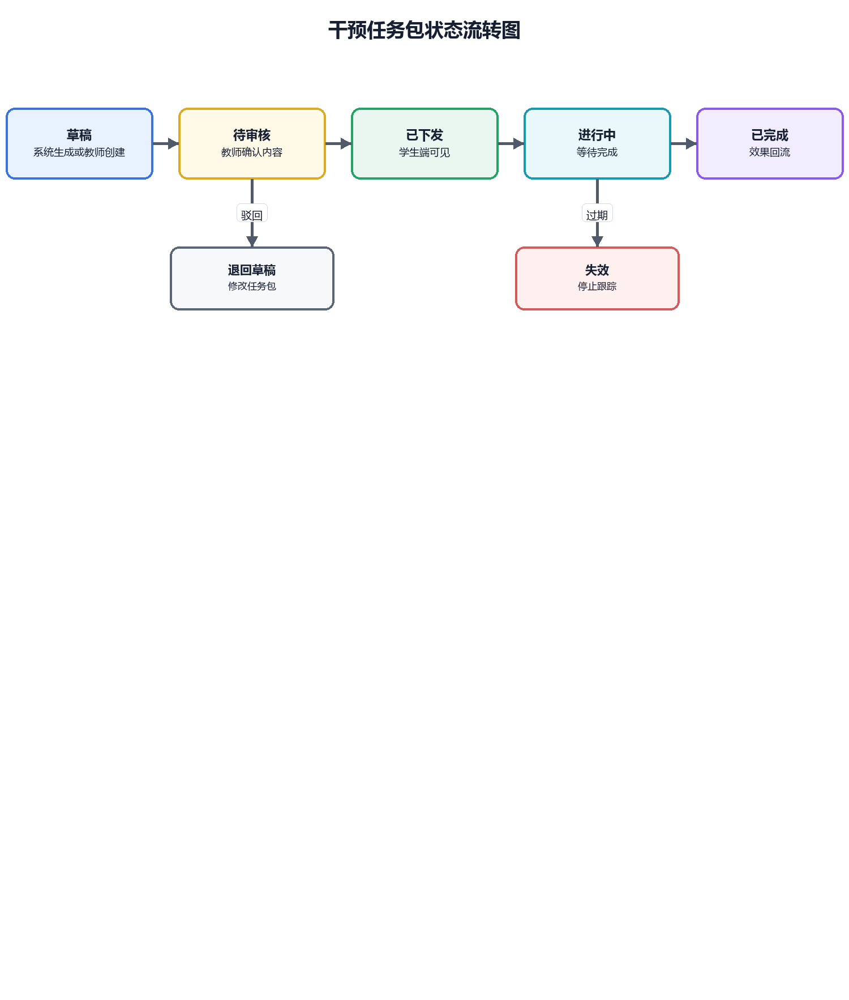 干预任务包状态流转图
草稿
系统生成或教师创建
待审核
教师确认内容
已下发
学生端可见
进行中
等待完成
已完成
效果回流
驳回
过期
退回草稿
修改任务包
失效
停止跟踪